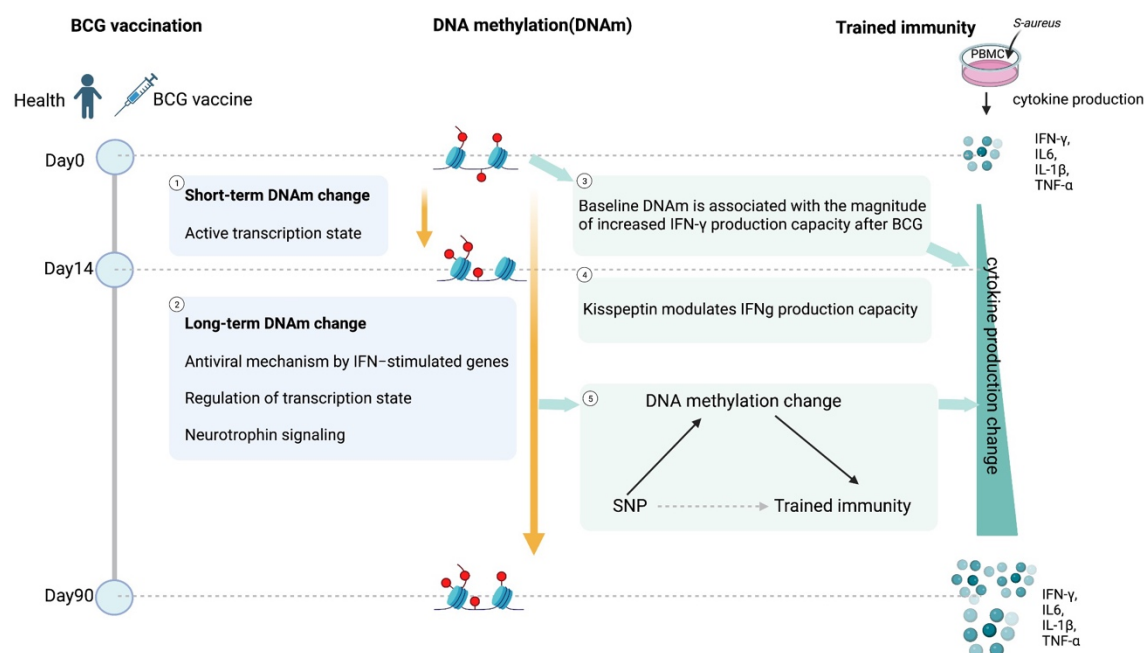 BCG vaccination
DNA methylation(DNAm)
Trained immunity
S-aureus
PBMC
Health
BCG vaccine
cytokine production
Day0
IFN-γ,
IL6,
IL-1β,
TNF-α
1
Short-term DNAm change
Active transcription state
3
Baseline DNAm is associated with the magnitude
of increased IFN-γ production capacity after BCG
Day14
4
Kisspeptin modulates IFNg production capacity
2
Long-term DNAm change
Antiviral mechanism by IFN−stimulated genes
Regulation of transcription state
Neurotrophin signaling
5
DNA methylation change
SNP
Trained immunity
cytokine production change
Day90
IFN-γ,
IL6,
IL-1β,
TNF-α